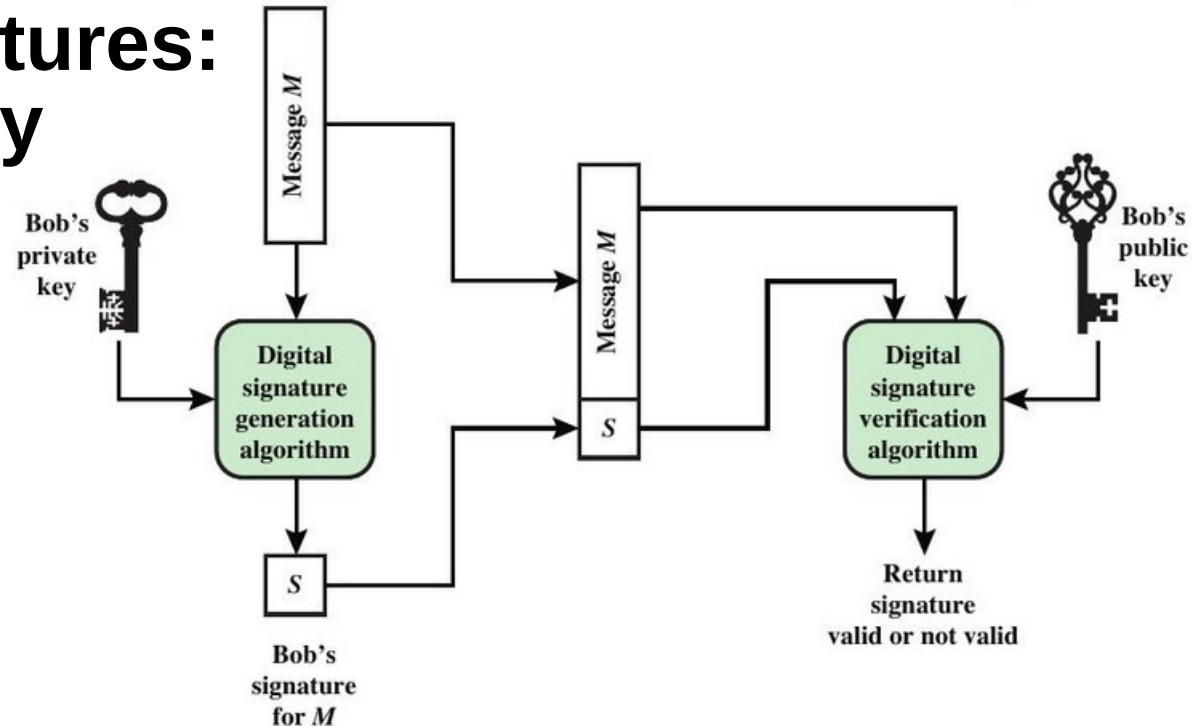 tures:
y
Message M
Bob's
private
key
Digital
signature
generation
algorithm
S
Bob's
signature
for M
Message M
S
Bob's
public
key
Digital
signature
verification
algorithm
Return
signature
valid or not valid